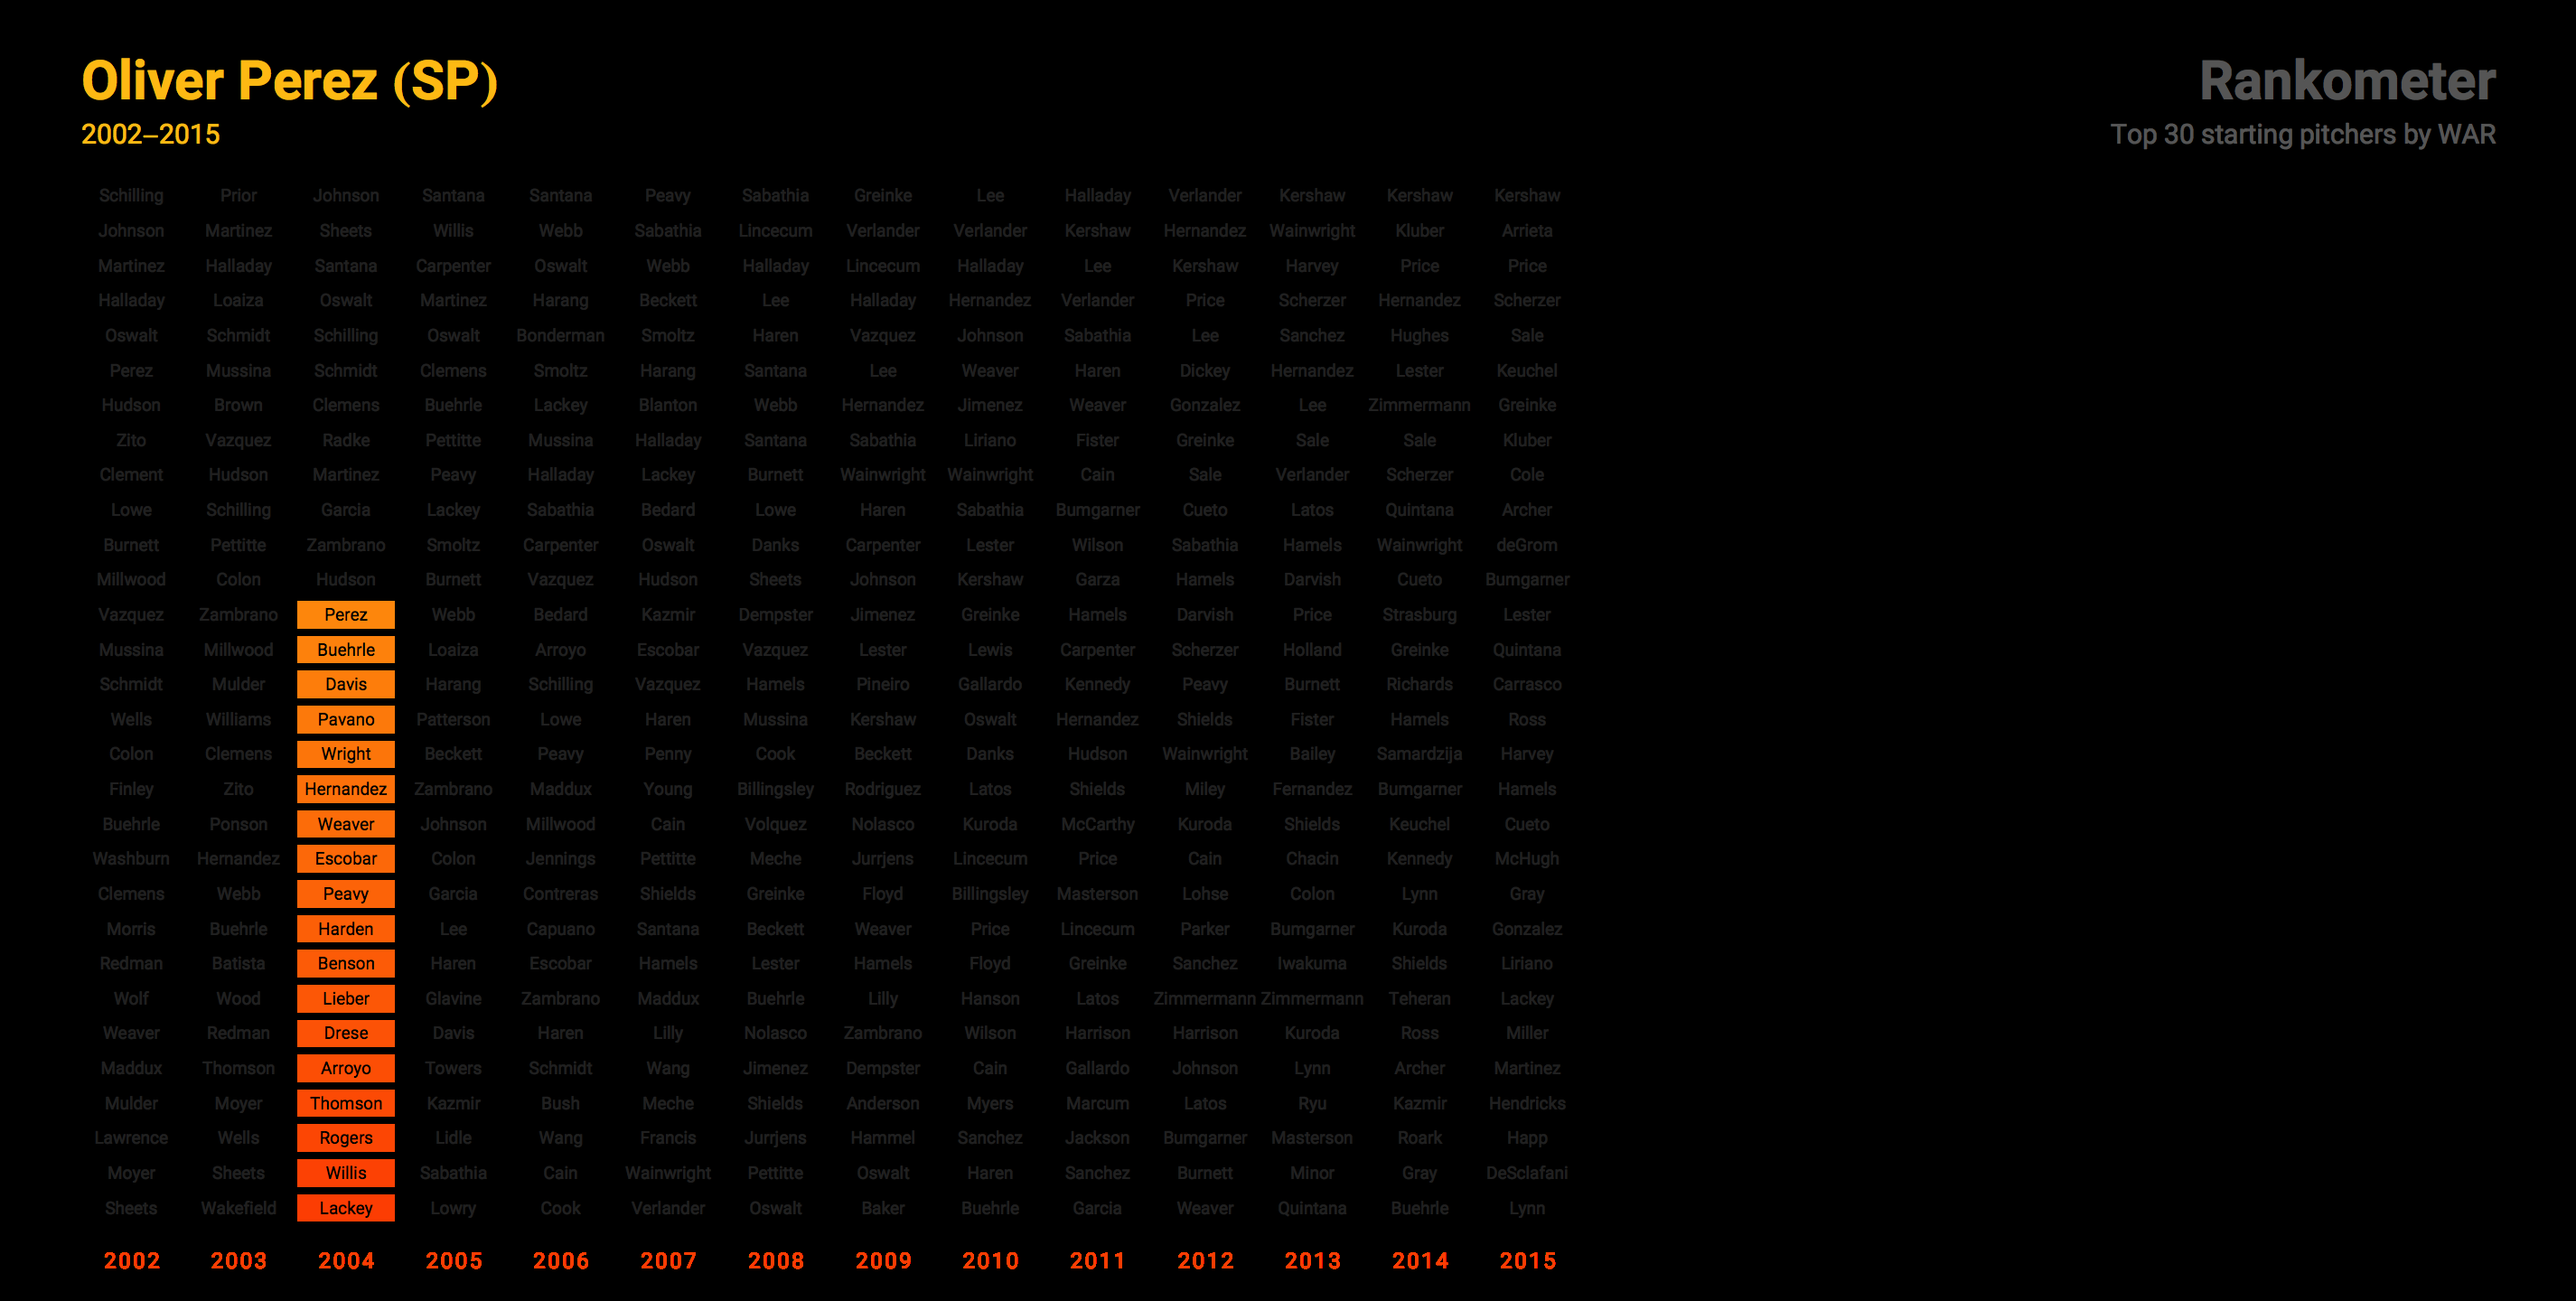 Oliver Perez (SP)
2002–2015
Rankometer
Top 30 starting pitchers by WAR
Schilling Prior Johnson Santana Santana Peavy Sabathia Greinke Lee Halladay Verlander Kershaw Kershaw Kershaw
Johnson Martinez Sheets Willis Webb Sabathia Lincecum Verlander Verlander Kershaw Hernandez Wainwright Kluber Arrieta
Martinez Halladay Santana Carpenter Oswalt Webb Halladay Lincecum Halladay Lee Kershaw Harvey Price Price
Halladay Loaiza Oswalt Martinez Harang Beckett Lee Halladay Hernandez Verlander Price Scherzer Hernandez Scherzer
Oswalt Schmidt Schilling Oswalt Bonderman Smoltz Haren Vazquez Johnson Sabathia Lee Sanchez Hughes Sale
Perez Mussina Schmidt Clemens Smoltz Harang Santana Lee Weaver Haren Dickey Hernandez Lester Keuchel
Hudson Brown Clemens Buehrle Lackey Blanton Webb Hernandez Jimenez Weaver Gonzalez Lee Zimmermann Greinke
Zito Vazquez Radke Pettitte Mussina Halladay Santana Sabathia Liriano Fister Greinke Sale Sale Kluber
Clement Hudson Martinez Peavy Halladay Lackey Burnett Wainwright Wainwright Cain Sale Verlander Scherzer Cole
Lowe Schilling Garcia Lackey Sabathia Bedard Lowe Haren Sabathia Bumgarner Cueto Latos Quintana Archer
Burnett Pettitte Zambrano Smoltz Carpenter Oswalt Danks Carpenter Lester Wilson Sabathia Hamels Wainwright deGrom
Millwood Colon Hudson Burnett Vazquez Hudson Sheets Johnson Kershaw Garza Hamels Darvish Cueto Bumgarner
Vazquez Zambrano Perez Webb Bedard Kazmir Dempster Jimenez Greinke Hamels Darvish Price Strasburg Lester
Mussina Millwood Buehrle Loaiza Arroyo Escobar Vazquez Lester Lewis Carpenter Scherzer Holland Greinke Quintana
Schmidt Mulder Davis Harang Schilling Vazquez Hamels Pineiro Gallardo Kennedy Peavy Burnett Richards Carrasco
Wells Williams Pavano Patterson Lowe Haren Mussina Kershaw Oswalt Hernandez Shields Fister Hamels Ross
Colon Clemens Wright Beckett Peavy Penny Cook Beckett Danks Hudson Wainwright Bailey Samardzija Harvey
Finley Zito Hernandez Zambrano Maddux Young Billingsley Rodriguez Latos Shields Miley Fernandez Bumgarner Hamels
Buehrle Ponson Weaver Johnson Millwood Cain Volquez Nolasco Kuroda McCarthy Kuroda Shields Keuchel Cueto
Washburn Hernandez Escobar Colon Jennings Pettitte Meche Jurrjens Lincecum Price Cain Chacin Kennedy McHugh
Clemens Webb Peavy Garcia Contreras Shields Greinke Floyd Billingsley Masterson Lohse Colon Lynn Gray
Morris Buehrle Harden Lee Capuano Santana Beckett Weaver Price Lincecum Parker Bumgarner Kuroda Gonzalez
Redman Batista Benson Haren Escobar Hamels Lester Hamels Floyd Greinke Sanchez Iwakuma Shields Liriano
Wolf Wood Lieber Glavine Zambrano Maddux Buehrle Lilly Hanson Latos Zimmermann Zimmermann Teheran Lackey
Weaver Redman Drese Davis Haren Lilly Nolasco Zambrano Wilson Harrison Harrison Kuroda Ross Miller
Maddux Thomson Arroyo Towers Schmidt Wang Jimenez Dempster Cain Gallardo Johnson Lynn Archer Martinez
Mulder Moyer Thomson Kazmir Bush Meche Shields Anderson Myers Marcum Latos Ryu Kazmir Hendricks
Lawrence Wells Rogers Lidle Wang Francis Jurrjens Hammel Sanchez Jackson Bumgarner Masterson Roark Happ
Moyer Sheets Willis Sabathia Cain Wainwright Pettitte Oswalt Haren Sanchez Burnett Minor Gray DeSclafani
Sheets Wakefield Lackey Lowry Cook Verlander Oswalt Baker Buehrle Garcia Weaver Quintana Buehrle Lynn
2002 2003 2004 2005 2006 2007 2008 2009 2010 2011 2012 2013 2014 2015